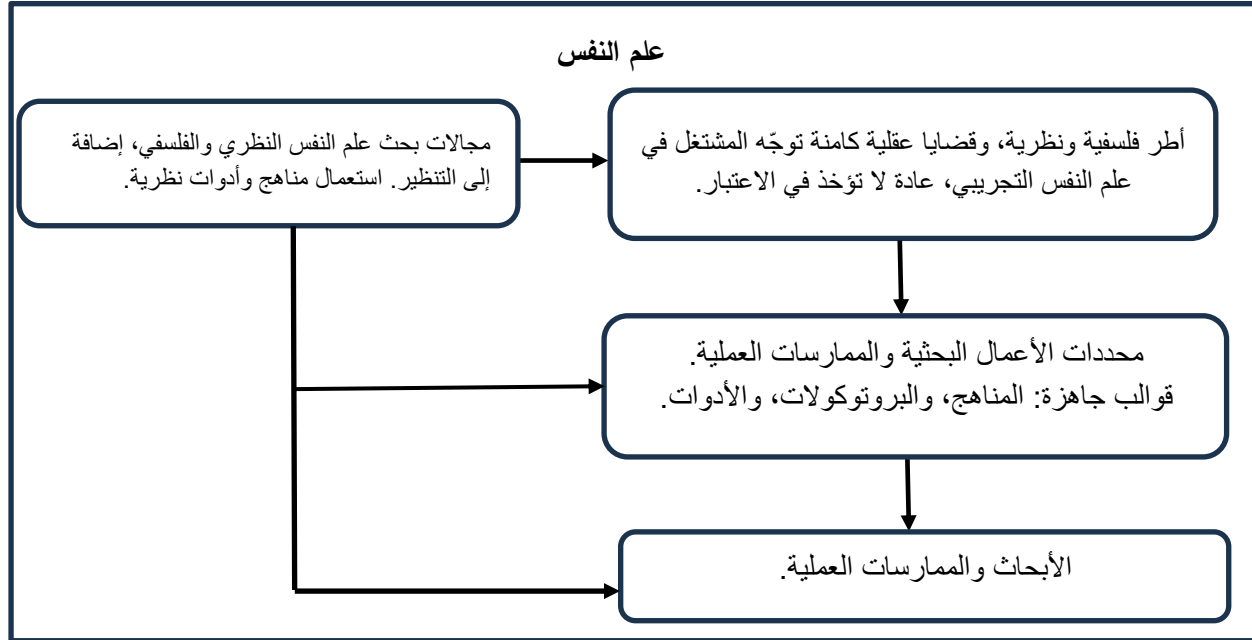 علم النفس
أطر فلسفية ونظرية، وقضايا عقلية كامنة توجّه المشتغل في
علم النفس التجريبي، عادة لا تؤخذ في الاعتبار.
مجالات بحث علم النفس النظري والفلسفي، إضافة
إلى التنظير. استعمال مناهج وأدوات نظرية.
محددات الأعمال البحثية والممارسات العملية.
قوالب جاهزة: المناهج، والبروتوكولات، والأدوات.
الأبحاث والممارسات العملية.